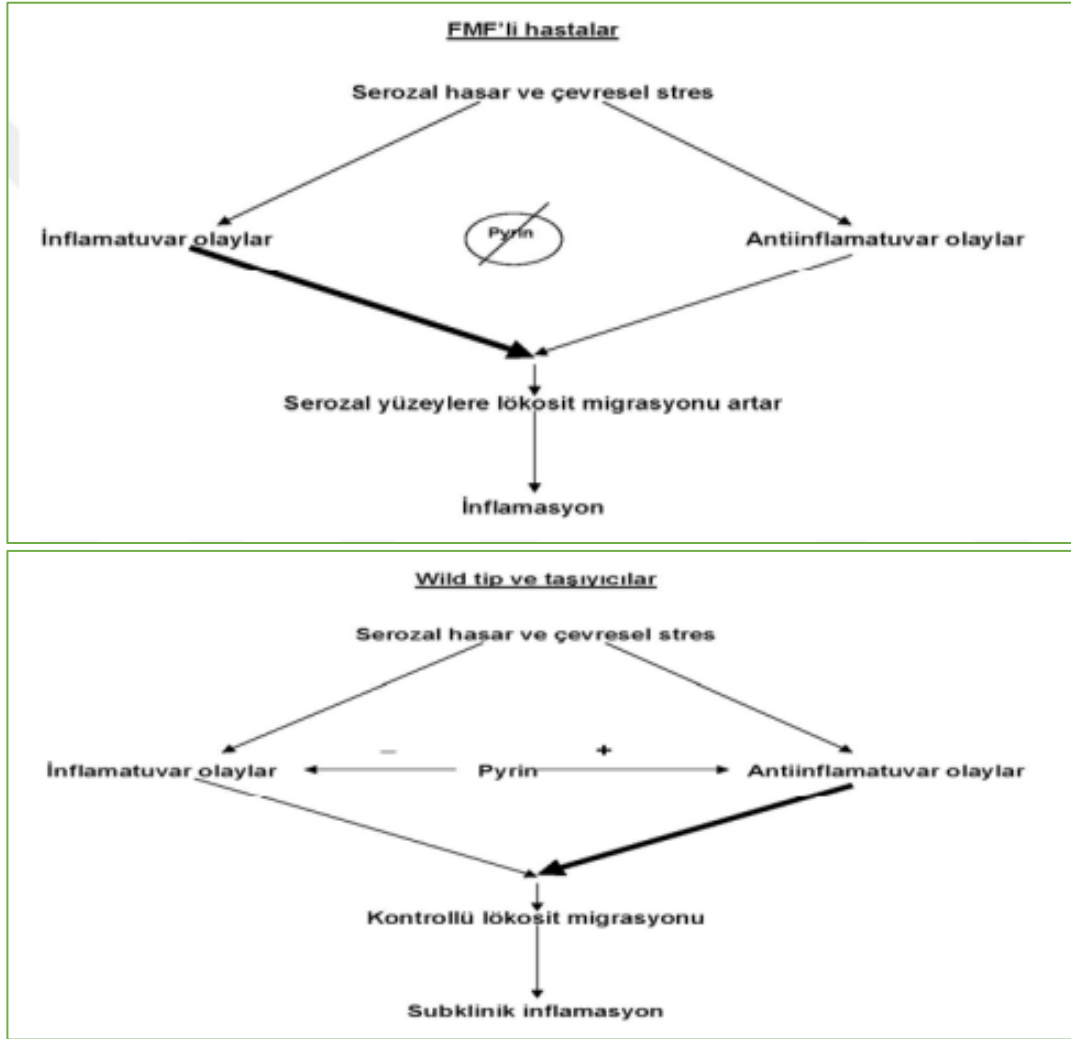 FMF'li hastalar
Serozal hasar ve çevresel stres
İnflamatuvar olaylar
Pyrin
Antiinflamatuvar olaylar
Serozal yüzeylere lökosit migrasyonu artar
İnflamasyon
Wild tip ve taşıyıcılar
Serozal hasar ve çevresel stres
– +
İnflamatuvar olaylar Pyrin Antiinflamatuvar olaylar
Kontrollü lökosit migrasyonu
Subklinik inflamasyon